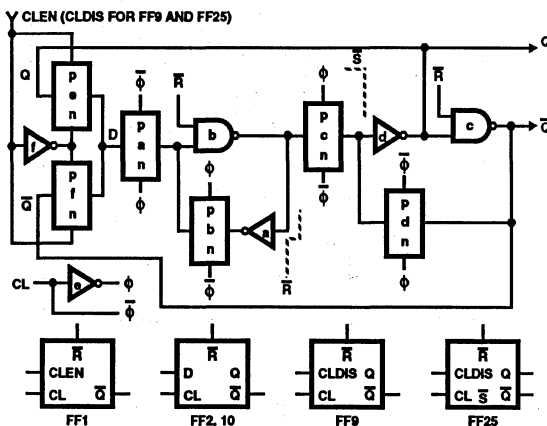 CLEN (CLDIS FOR FF9 AND FF25)
Q
p e n
D
f
Q̅
p f n
ϕ̅
p a n
ϕ
R̅
b
ϕ
p b n
ϕ̅
a
R̅
ϕ
p c n
ϕ̅
S̅
d
R̅
c
Q
Q̅
ϕ̅
p d n
ϕ
CL
e
ϕ
ϕ̅
R̅
CLEN
CL Q̅
FF1
R̅
D Q
CL Q̅
FF2, 10
R̅
CLDIS Q
CL Q̅
FF9
R̅
CLDIS Q
CL S̅ Q̅
FF25